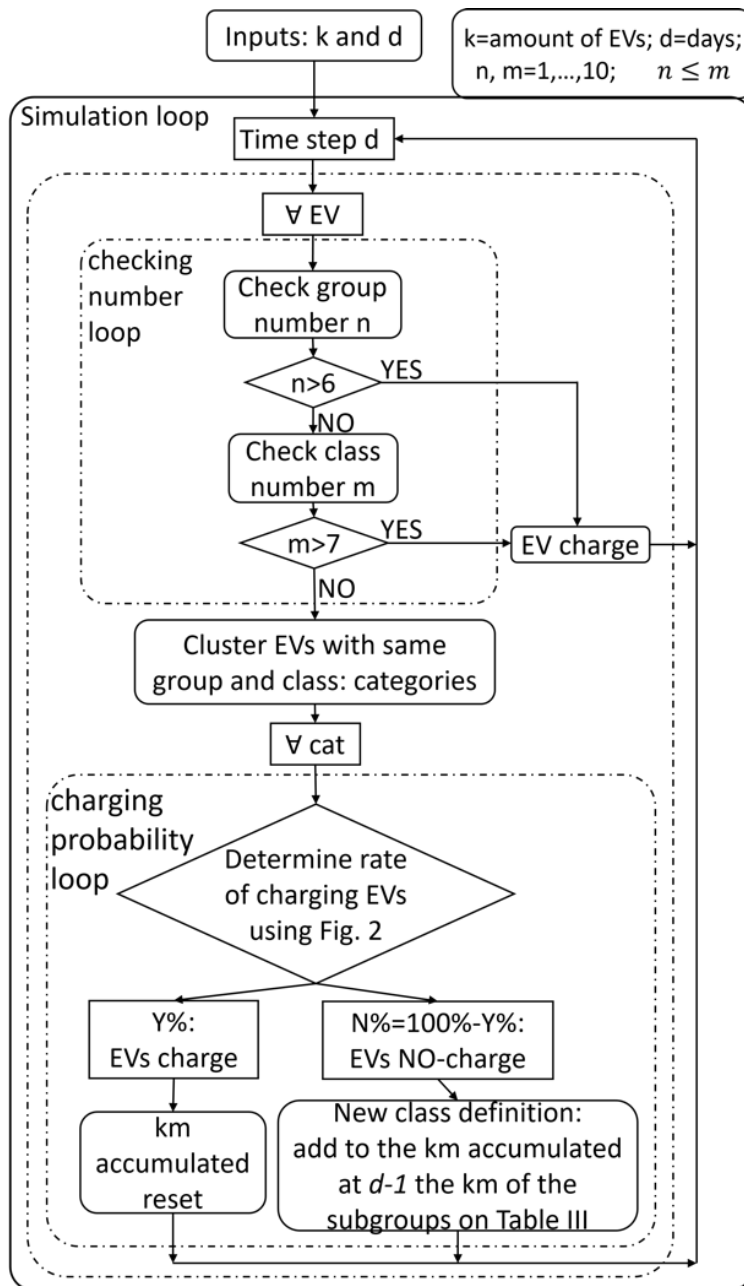 Inputs: k and d
k=amount of EVs; d=days;
n, m=1,...,10; n ≤ m
Simulation loop
Time step d
∀ EV
checking
number
loop
Check group
number n
n>6
YES
NO
Check class
number m
m>7
YES
EV charge
NO
Cluster EVs with same
group and class: categories
∀ cat
charging
probability
loop
Determine rate
of charging EVs
using Fig. 2
Y%:
EVs charge
N%=100%-Y%:
EVs NO-charge
km
accumulated
reset
New class definition:
add to the km accumulated
at d-1 the km of the
subgroups on Table III